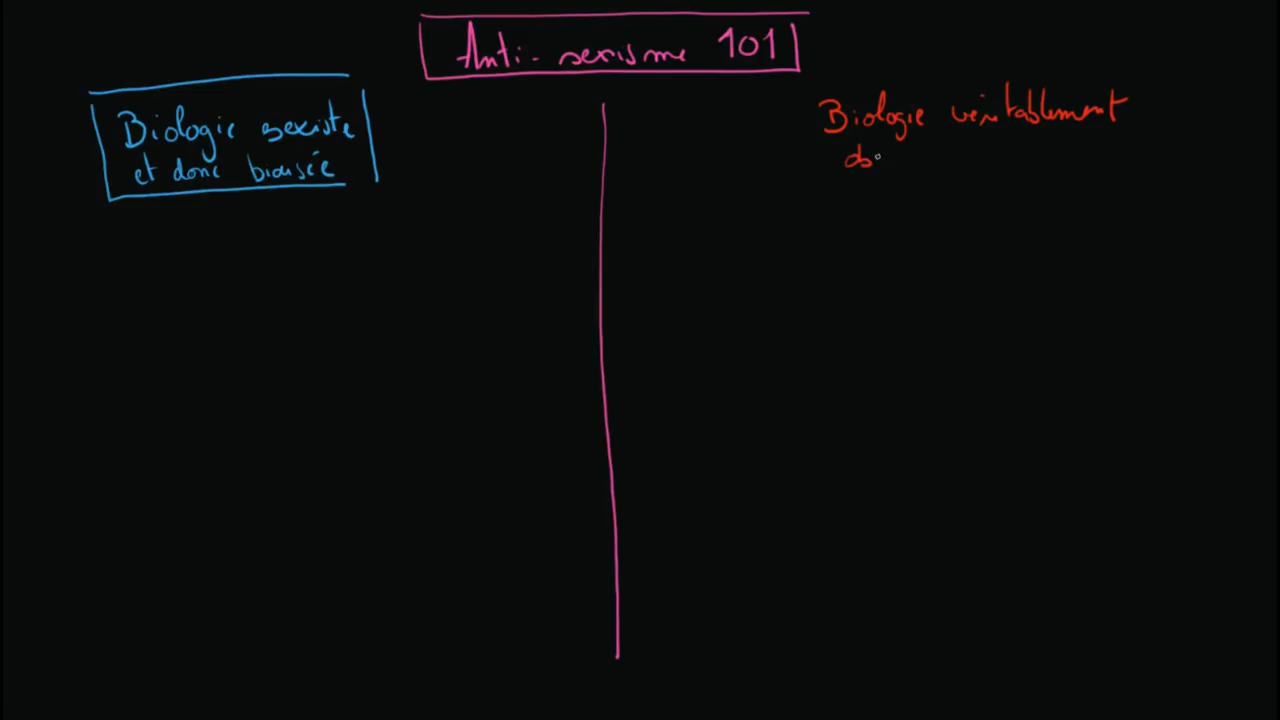 Anti-sexisme 101
Biologie sexiste
et donc biaisée
Biologie véritablement